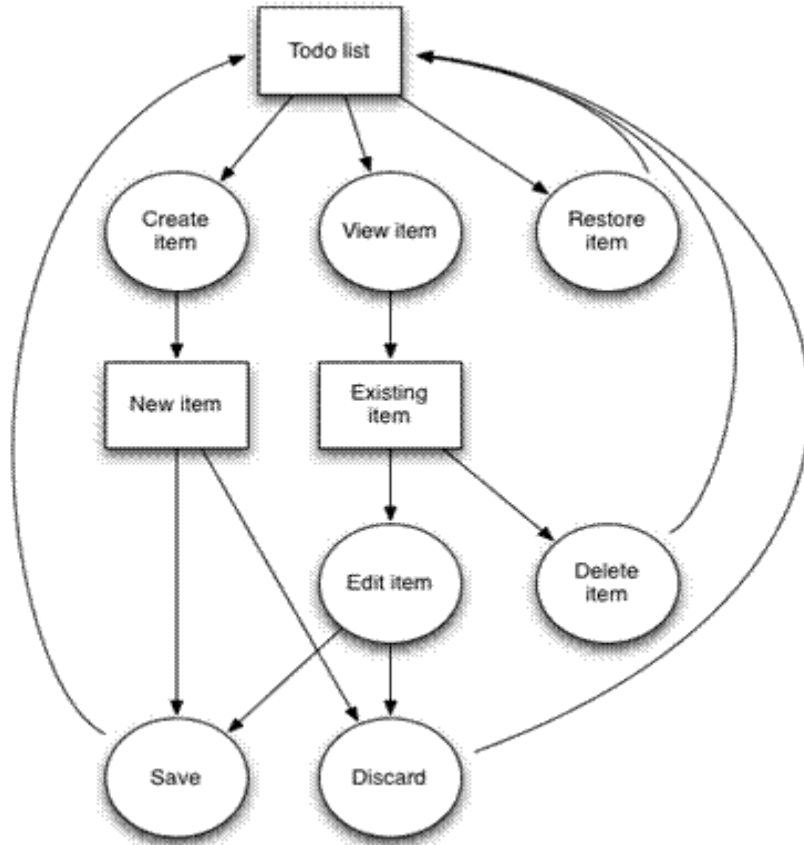 Todo list
Create
item
View item
Restore
item
New item
Existing
item
Edit item
Delete
item
Save
Discard